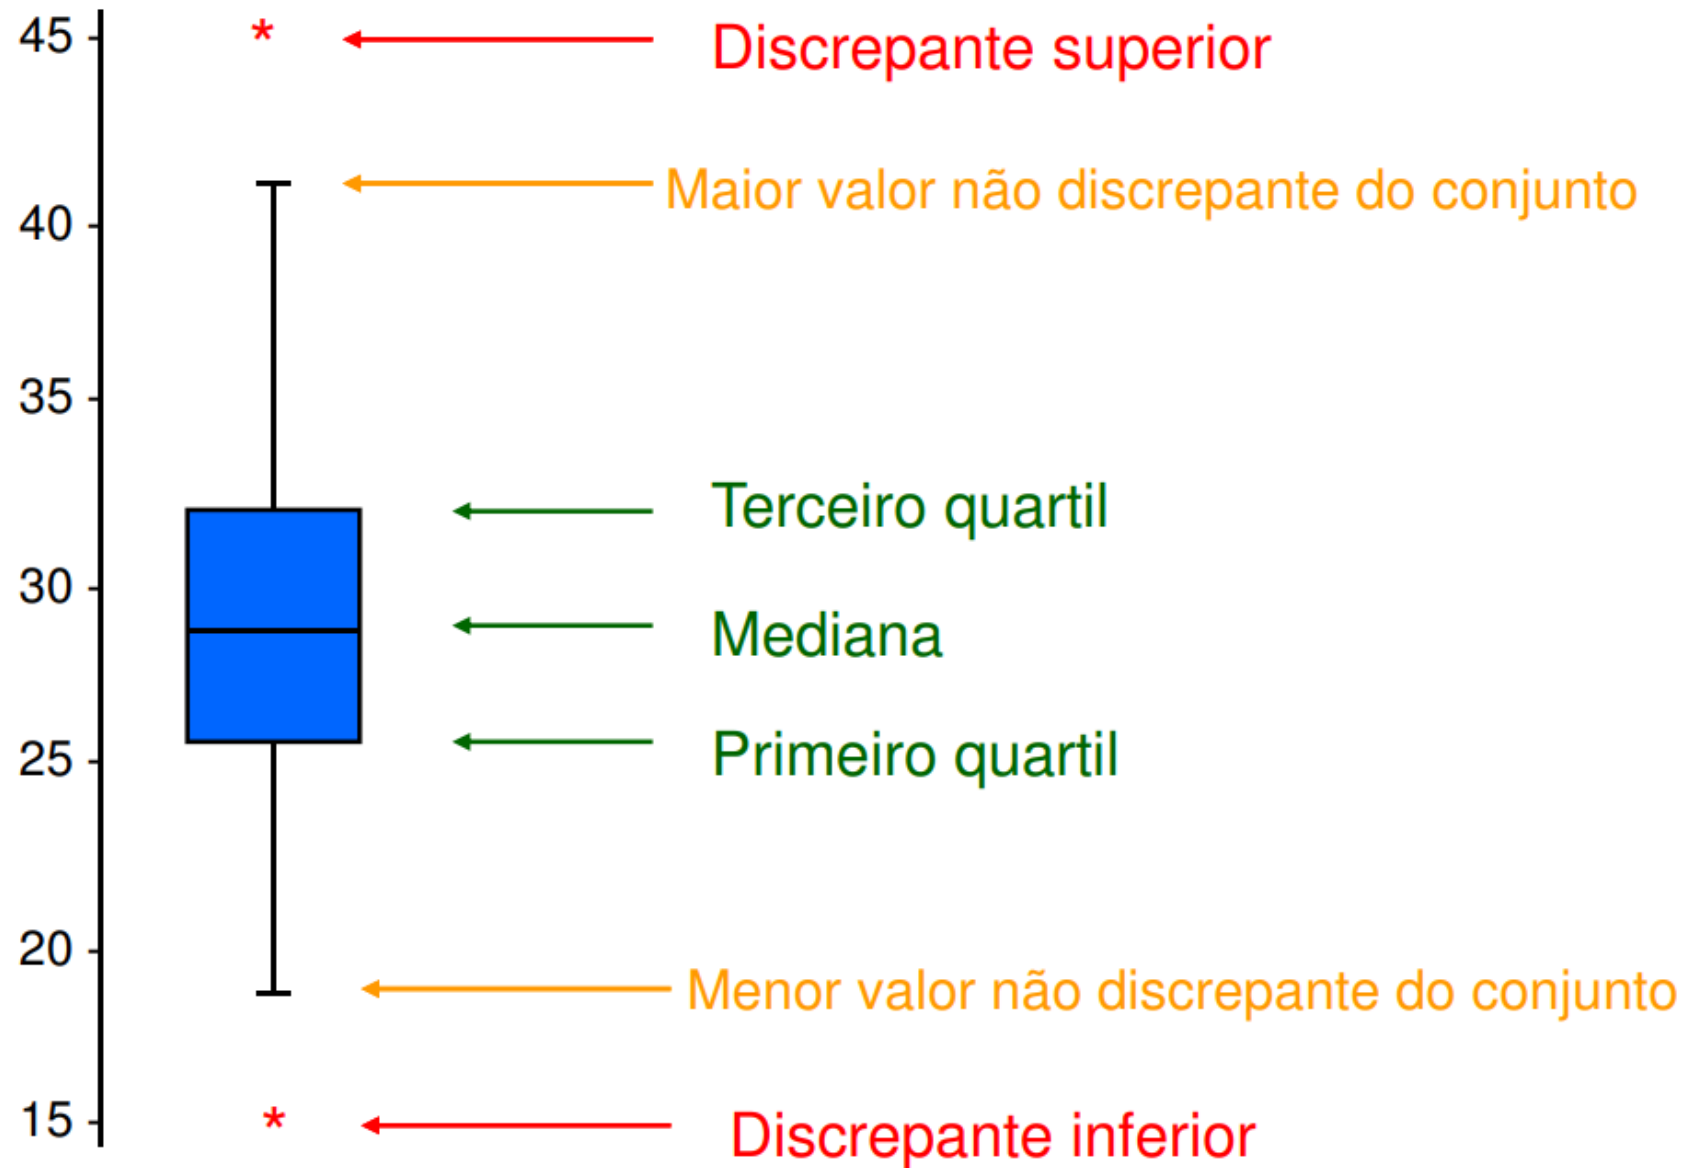 45
* Discrepante superior
Maior valor não discrepante do conjunto
40
35
Terceiro quartil
30
Mediana
25
Primeiro quartil
20
Menor valor não discrepante do conjunto
15
* Discrepante inferior